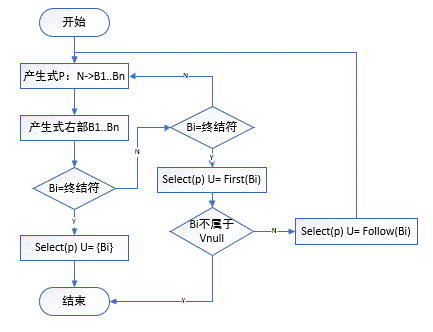 开始
产生式P：N->B1..Bn
N
产生式右部B1..Bn
Bi=终结符
N
Bi=终结符
Y
Select(p) U= First(Bi)
Y
Select(p) U= {Bi}
Bi不属于
Vnull
N
Select(p) U= Follow(Bi)
结束
Y